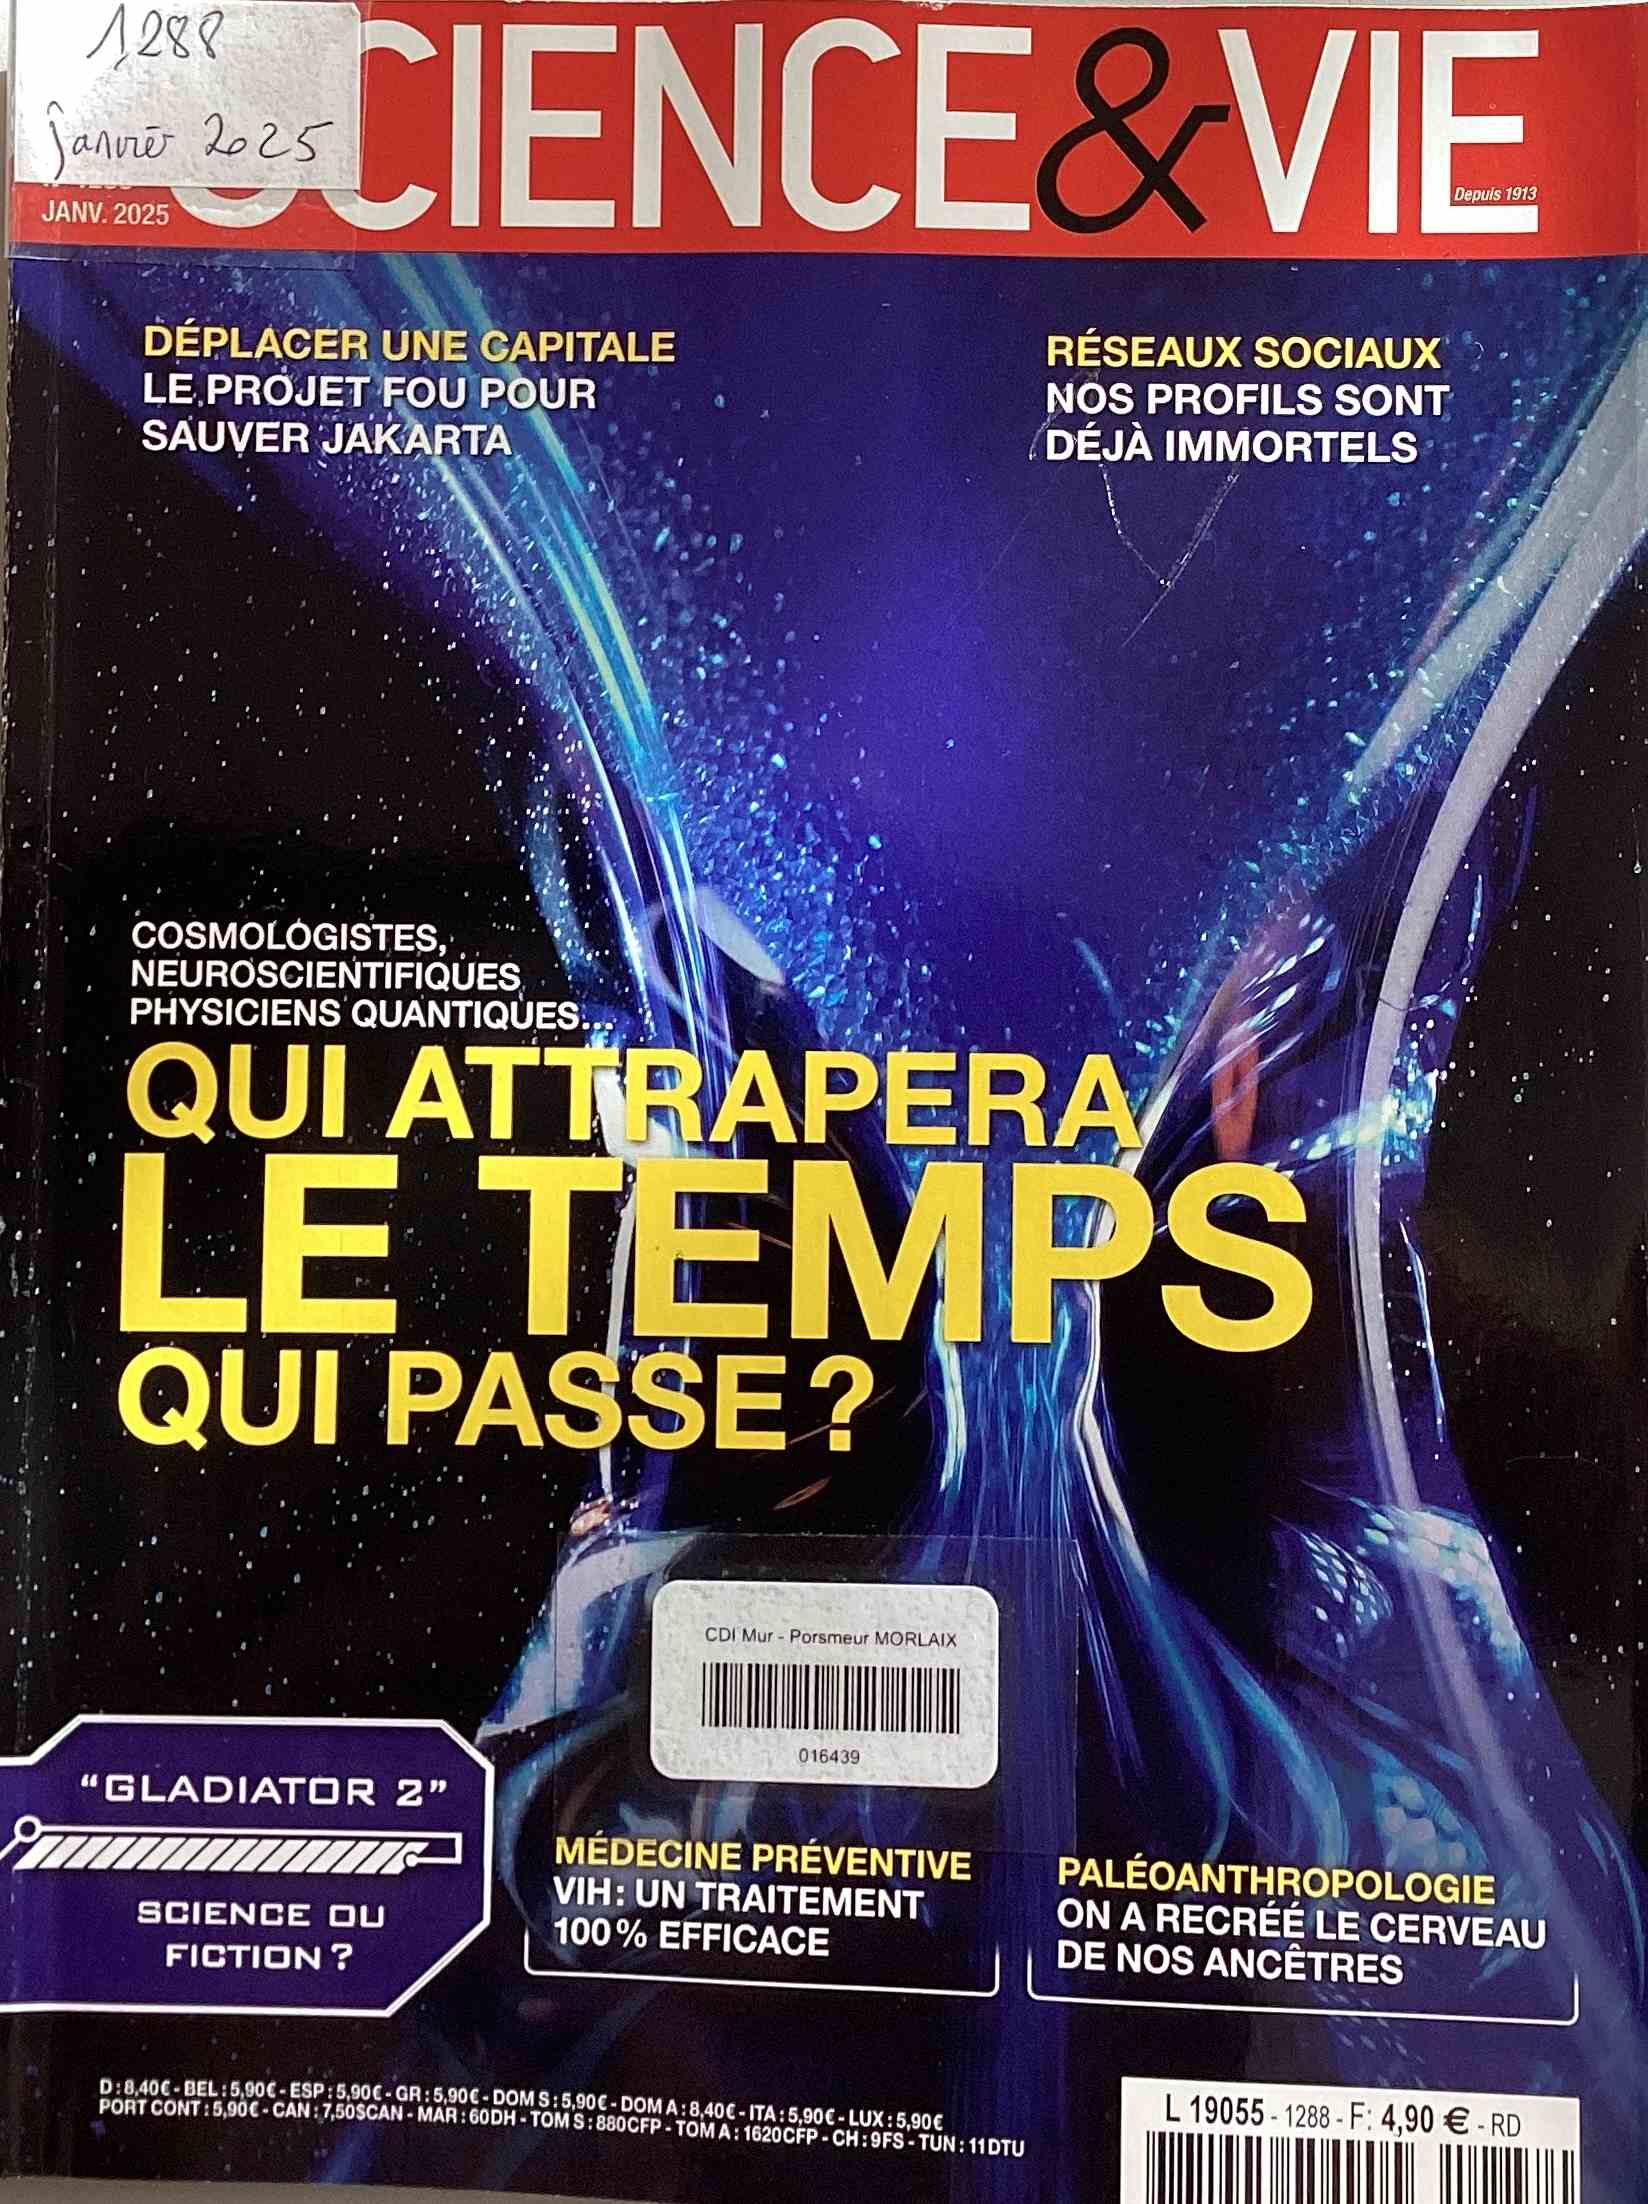 1288
Janvier 2025
SCIENCE&VIE
JANV. 2025
Depuis 1913
DÉPLACER UNE CAPITALE
LE PROJET FOU POUR
SAUVER JAKARTA
RÉSEAUX SOCIAUX
NOS PROFILS SONT
DÉJÀ IMMORTELS
COSMOLOGISTES,
NEUROSCIENTIFIQUES
PHYSICIENS QUANTIQUES...
QUI ATTRAPERA
LE TEMPS
QUI PASSE ?
CDI Mur - Porsmeur MORLAIX
016439
“GLADIATOR 2”
SCIENCE OU
FICTION ?
MÉDECINE PRÉVENTIVE
VIH : UN TRAITEMENT
100 % EFFICACE
PALÉOANTHROPOLOGIE
ON A RECRÉÉ LE CERVEAU
DE NOS ANCÊTRES
D : 8,40€ - BEL : 5,90€ - ESP : 5,90€ - GR : 5,90€ - DOM S : 5,90€ - DOM A : 8,40€ - ITA : 5,90€ - LUX : 5,90€
PORT CONT : 5,90€ - CAN : 7,50$CAN - MAR : 60DH - TOM S : 880CFP - TOM A : 1620CFP - CH : 9FS - TUN : 11DTU
L 19055 - 1288 - F: 4,90 € - RD